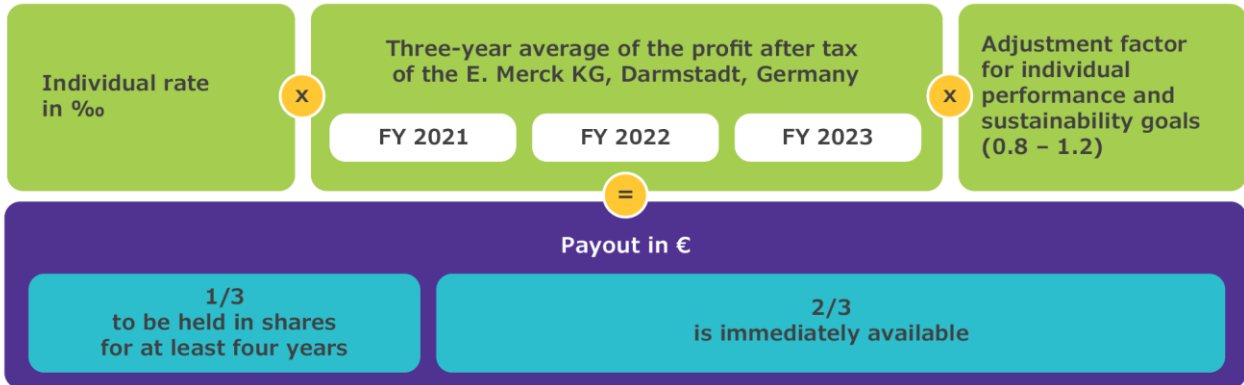 Individual rate
in ‰
x
Three-year average of the profit after tax
of the E. Merck KG, Darmstadt, Germany
FY 2021
FY 2022
FY 2023
x
Adjustment factor
for individual
performance and
sustainability goals
(0.8 – 1.2)
=
Payout in €
1/3
to be held in shares
for at least four years
2/3
is immediately available